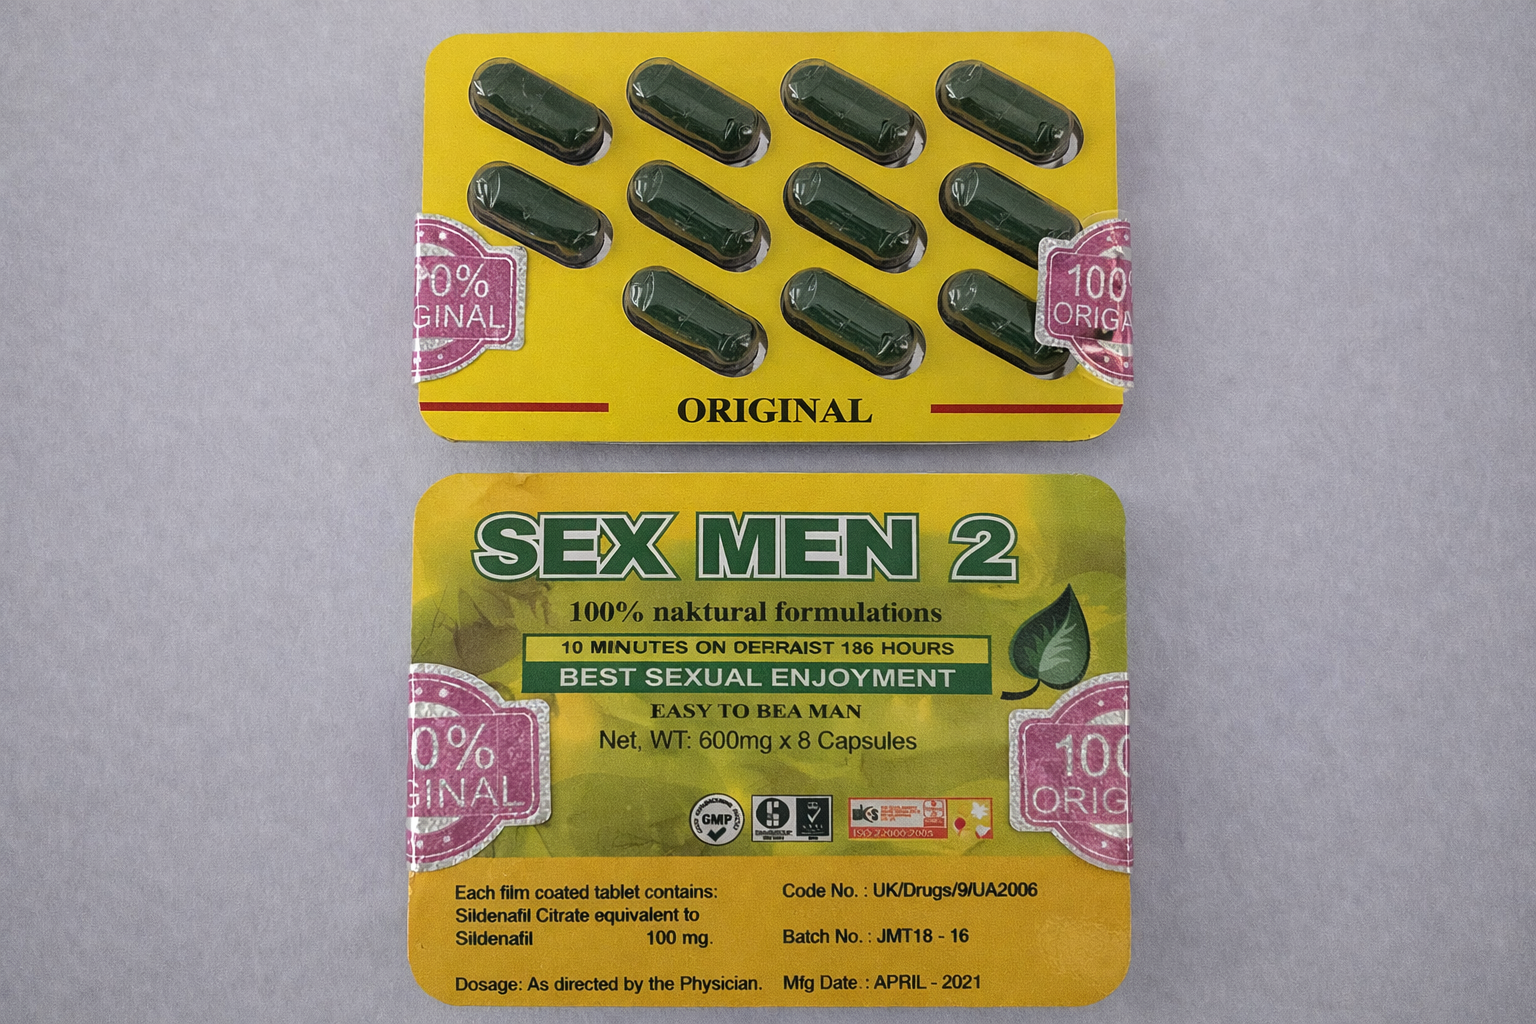 0%
GINAL
100
ORIGA
ORIGINAL
SEX MEN 2
100% naktural formulations
10 MINUTES ON DERRAIST 186 HOURS
BEST SEXUAL ENJOYMENT
EASY TO BEA MAN
Net, WT: 600mg x 8 Capsules
0%
GINAL
100
ORIG
GMP
Each film coated tablet contains:
Sildenafil Citrate equivalent to
Sildenafil 100 mg.
Dosage: As directed by the Physician.
Code No. : UK/Drugs/9/UA2006
Batch No. : JMT18 - 16
Mfg Date. : APRIL - 2021